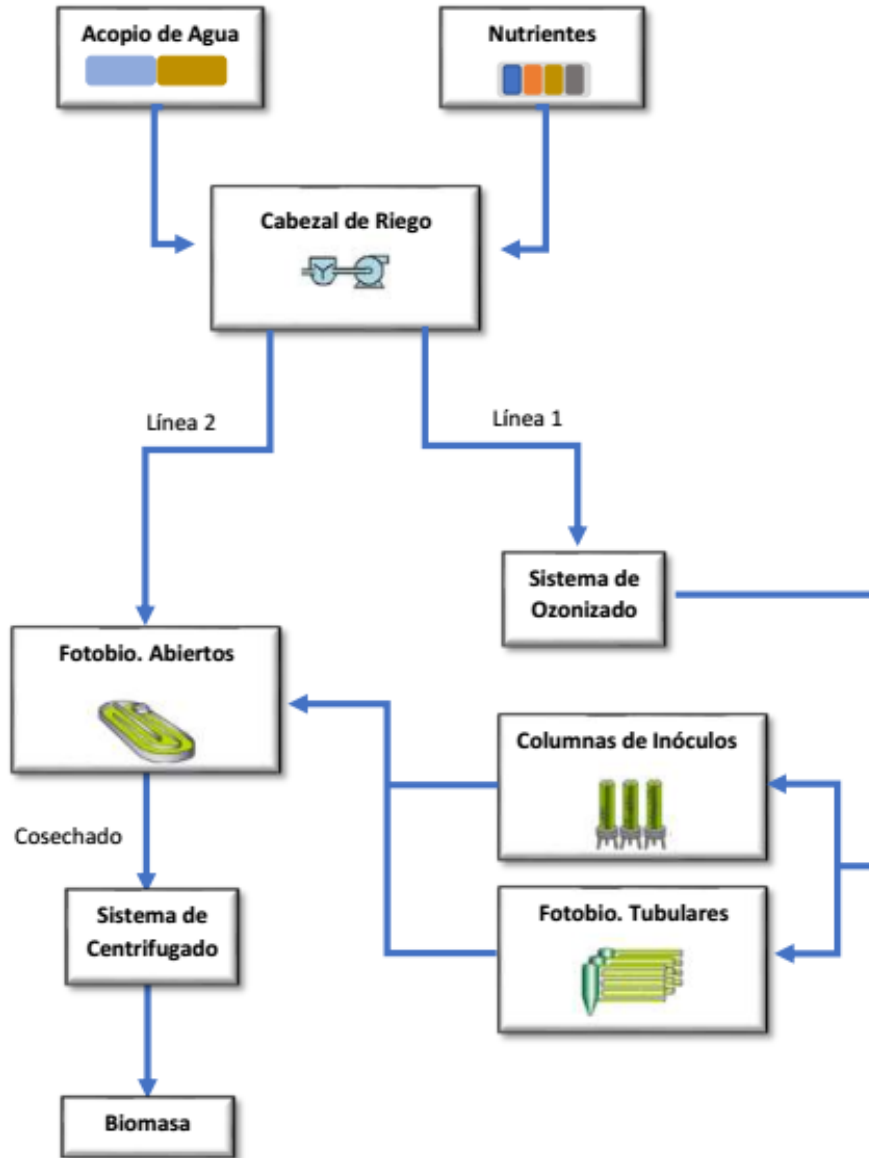 Acopio de Agua
Nutrientes
Cabezal de Riego
Línea 2
Línea 1
Sistema de
Ozonizado
Fotobio. Abiertos
Columnas de Inóculos
Cosechado
Sistema de
Centrifugado
Fotobio. Tubulares
Biomasa